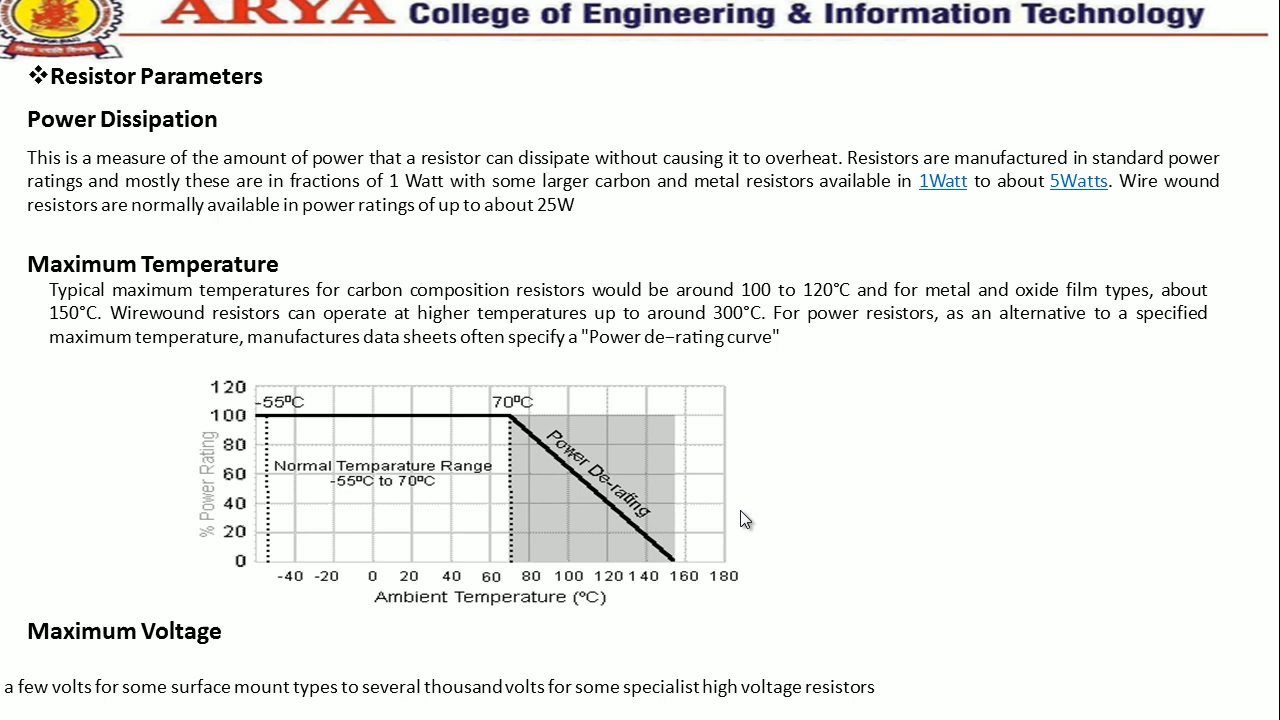 ARYA College of Engineering & Information Technology
❖Resistor Parameters
Power Dissipation
This is a measure of the amount of power that a resistor can dissipate without causing it to overheat. Resistors are manufactured in standard power
ratings and mostly these are in fractions of 1 Watt with some larger carbon and metal resistors available in 1Watt to about 5Watts. Wire wound
resistors are normally available in power ratings of up to about 25W
Maximum Temperature
Typical maximum temperatures for carbon composition resistors would be around 100 to 120°C and for metal and oxide film types, about
150°C. Wirewound resistors can operate at higher temperatures up to around 300°C. For power resistors, as an alternative to a specified
maximum temperature, manufactures data sheets often specify a "Power de−rating curve"
120
-55ºC 70ºC
100
80
60
40
20
0
% Power Rating
Normal Temparature Range
-55ºC to 70ºC
Power De-rating
-40 -20 0 20 40 60 80 100 120 140 160 180
Ambient Temperature (ºC)
Maximum Voltage
a few volts for some surface mount types to several thousand volts for some specialist high voltage resistors